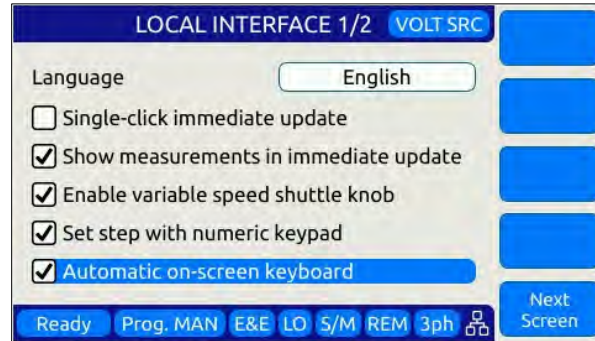 LOCAL INTERFACE 1/2 VOLT SRC
Language English
Single-click immediate update
Show measurements in immediate update
Enable variable speed shuttle knob
Set step with numeric keypad
Automatic on-screen keyboard
Next
Screen
Ready Prog. MAN E&E LO S/M REM 3ph